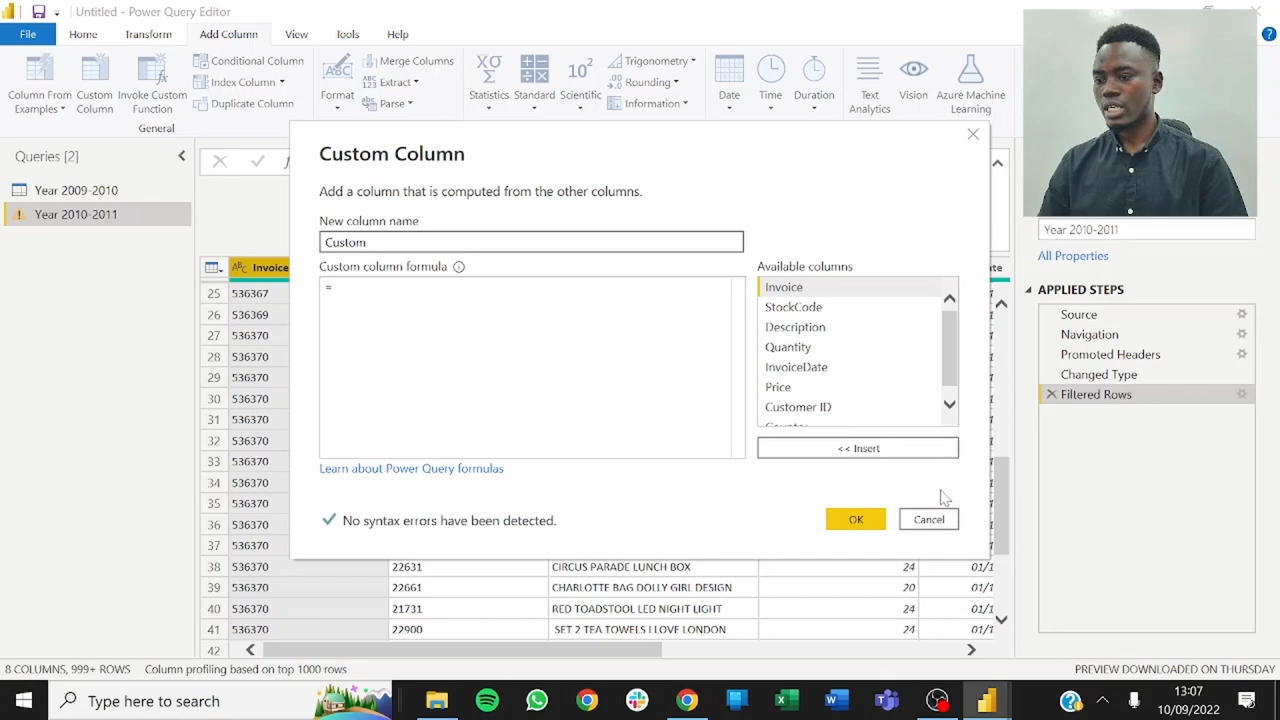 Untitled - Power Query Editor
File
Home
Transform
Add Column
View
Tools
Help
Column From
Examples
Custom
Column
Invoke Custom
Function
Conditional Column
Index Column
Duplicate Column
General
Format
Merge Columns
Extract
Parse
Statistics
Standard
Scientific
Trigonometry
Rounding
Information
Date
Time
Duration
Text
Analytics
Vision
Azure Machine
Learning
Queries [2]
Year 2009-2010
Year 2010-2011
Custom Column
Add a column that is computed from the other columns.
New column name
Custom
Custom column formula
=
Available columns
Invoice
StockCode
Description
Quantity
InvoiceDate
Price
Customer ID
<< Insert
Learn about Power Query formulas
No syntax errors have been detected.
OK
Cancel
Invoice
25 536367
26 536369
27 536370
28 536370
29 536370
30 536370
31 536370
32 536370
33 536370
34 536370
35 536370
36 536370
37 536370
38 536370 22631 CIRCUS PARADE LUNCH BOX 24 01/1
39 536370 22661 CHARLOTTE BAG DOLLY GIRL DESIGN 20 01/1
40 536370 21731 RED TOADSTOOL LED NIGHT LIGHT 24 01/1
41 536370 22900 SET 2 TEA TOWELS I LOVE LONDON 24 01/1
42
Year 2010-2011
All Properties
APPLIED STEPS
Source
Navigation
Promoted Headers
Changed Type
Filtered Rows
8 COLUMNS, 999+ ROWS
Column profiling based on top 1000 rows
PREVIEW DOWNLOADED ON THURSDAY
Type here to search
13:07
10/09/2022